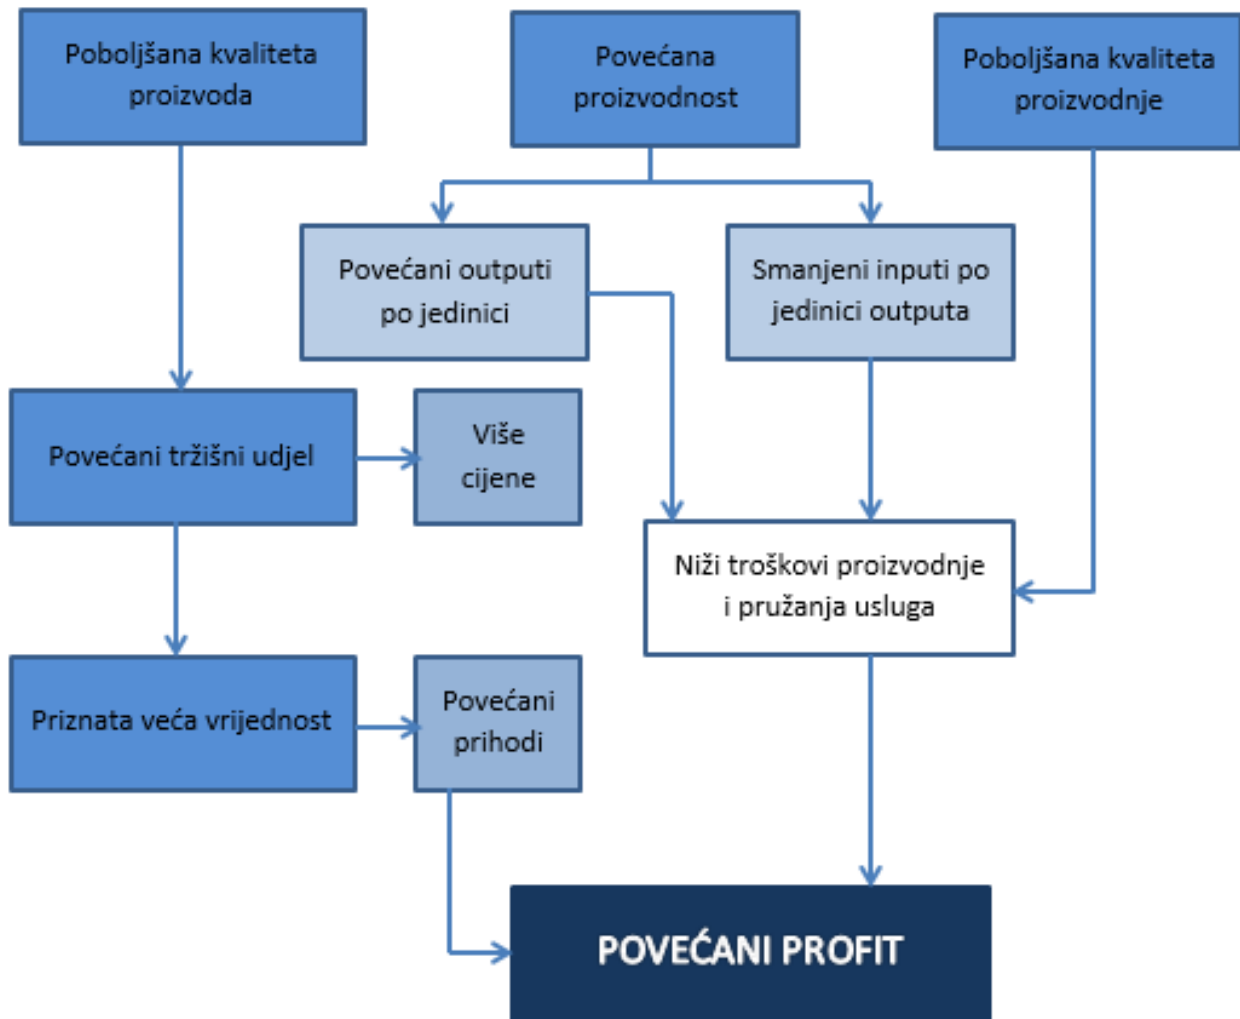 Poboljšana kvaliteta
proizvoda
Povećana
proizvodnost
Poboljšana kvaliteta
proizvodnje
Povećani outputi
po jedinici
Smanjeni inputi po
jedinici outputa
Povećani tržišni udjel
Više
cijene
Niži troškovi proizvodnje
i pružanja usluga
Priznata veća vrijednost
Povećani
prihodi
POVEĆANI PROFIT